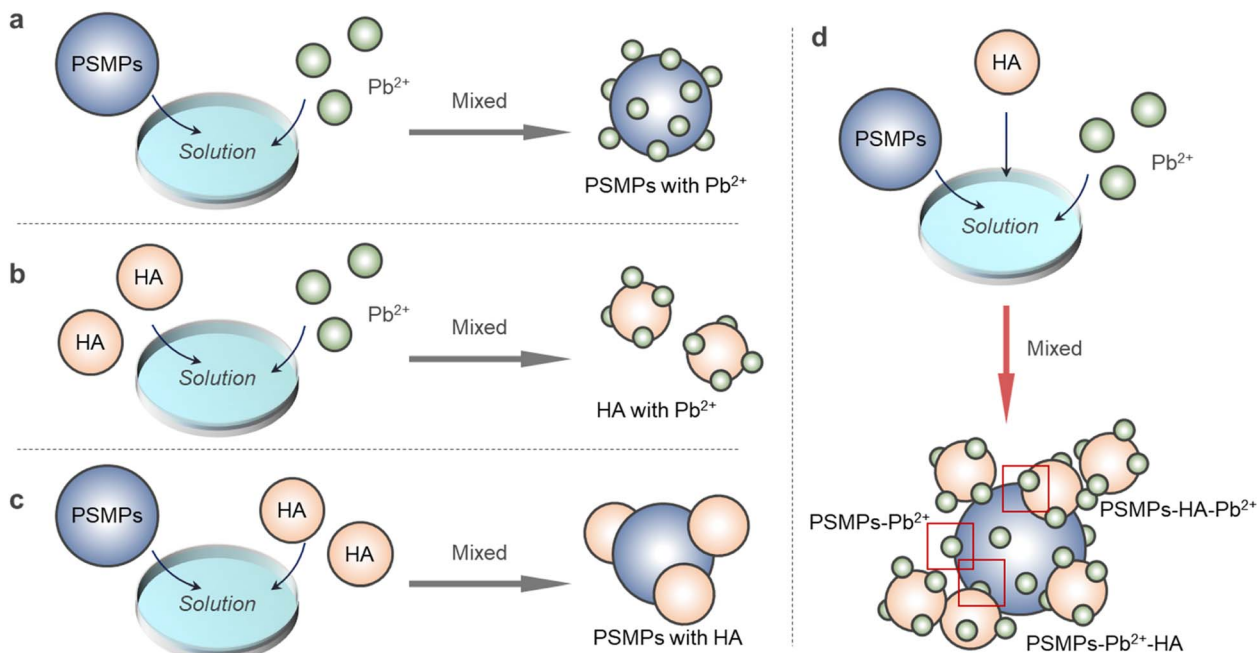 a
PSMPs
Pb²⁺
Solution
Mixed
PSMPs with Pb²⁺
b
HA
HA
Pb²⁺
Solution
Mixed
HA with Pb²⁺
c
PSMPs
HA
HA
Solution
Mixed
PSMPs with HA
d
HA
PSMPs
Pb²⁺
Solution
Mixed
PSMPs-Pb²⁺
PSMPs-HA-Pb²⁺
PSMPs-Pb²⁺-HA